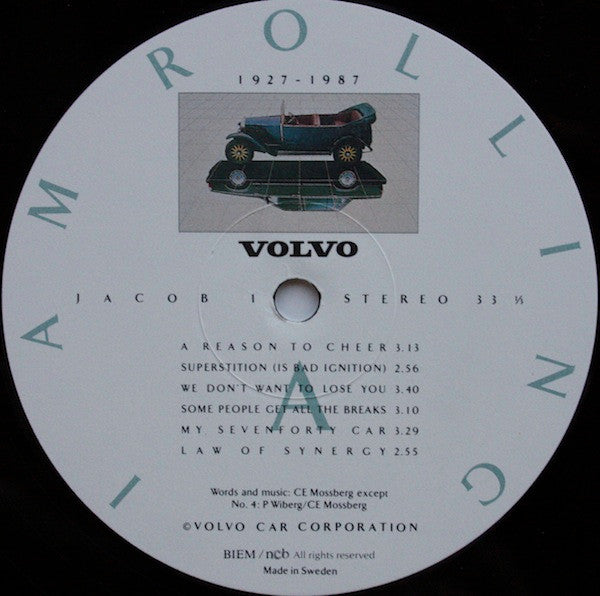 I AM ROLLING
1927-1987
VOLVO
JACOB 1 STEREO 33 ⅓
A REASON TO CHEER 3.13
SUPERSTITION (IS BAD IGNITION) 2.56
WE DON'T WANT TO LOSE YOU 3.40
SOME PEOPLE GET ALL THE BREAKS 3.10
MY SEVENFORTY CAR 3.29
LAW OF SYNERGY 2.55
A
Words and music: CE Mossberg except
No. 4: P Wiberg/CE Mossberg
©VOLVO CAR CORPORATION
BIEM/ncb All rights reserved
Made in Sweden